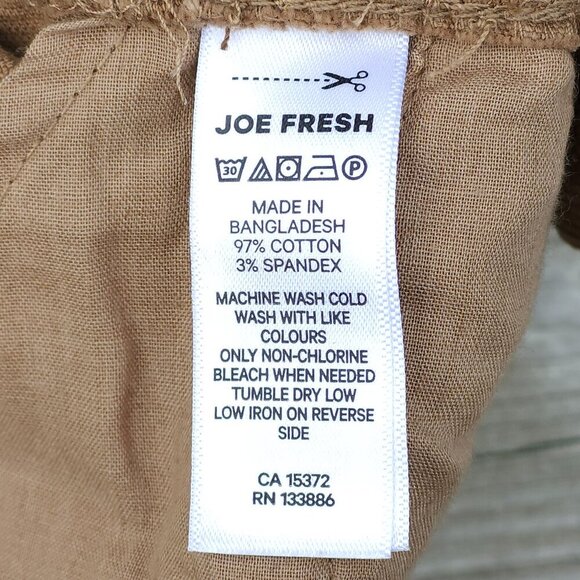 JOE FRESH
30 P
MADE IN
BANGLADESH
97% COTTON
3% SPANDEX
MACHINE WASH COLD
WASH WITH LIKE
COLOURS
ONLY NON-CHLORINE
BLEACH WHEN NEEDED
TUMBLE DRY LOW
LOW IRON ON REVERSE
SIDE
CA 15372
RN 133886